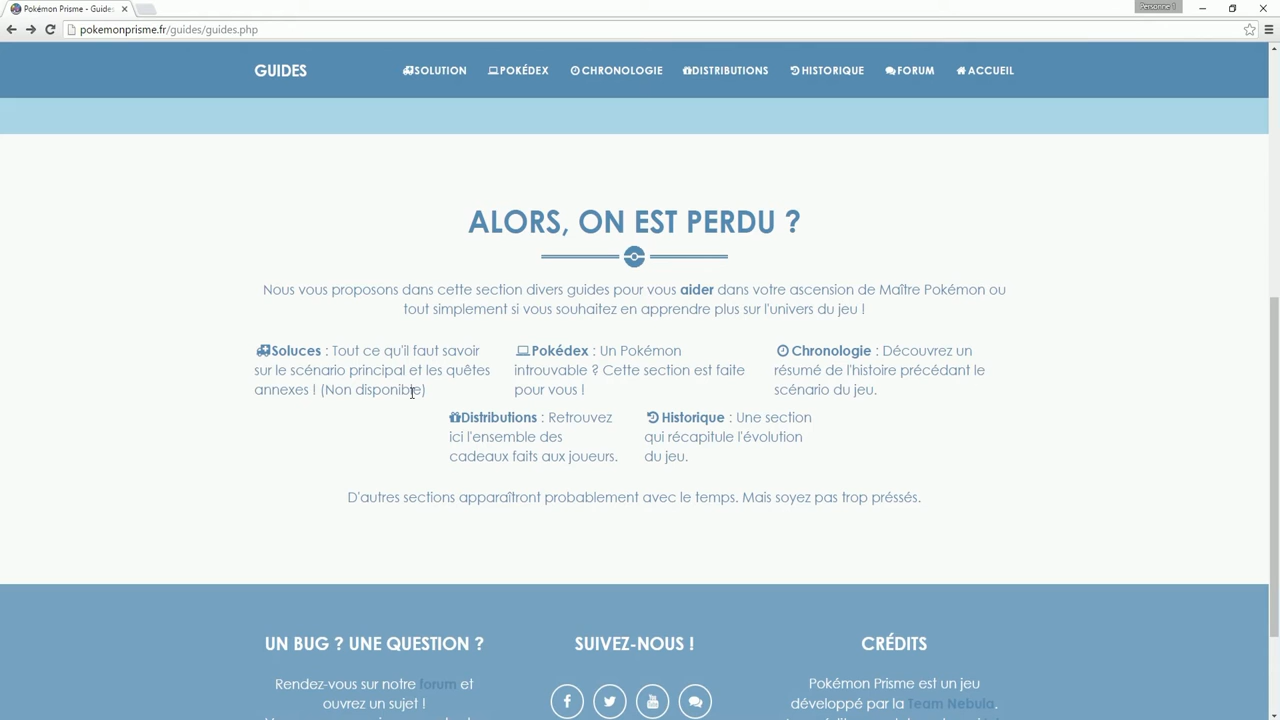 Pokémon Prisme - Guides
Personne 1
pokemonprisme.fr/guides/guides.php
GUIDES
SOLUTION
POKÉDEX
CHRONOLOGIE
DISTRIBUTIONS
HISTORIQUE
FORUM
ACCUEIL
ALORS, ON EST PERDU ?
Nous vous proposons dans cette section divers guides pour vous aider dans votre ascension de Maître Pokémon ou
tout simplement si vous souhaitez en apprendre plus sur l'univers du jeu !
Soluces : Tout ce qu'il faut savoir
sur le scénario principal et les quêtes
annexes ! (Non disponible)
Pokédex : Un Pokémon
introuvable ? Cette section est faite
pour vous !
Chronologie : Découvrez un
résumé de l'histoire précédant le
scénario du jeu.
Distributions : Retrouvez
ici l'ensemble des
cadeaux faits aux joueurs.
Historique : Une section
qui récapitule l'évolution
du jeu.
D'autres sections apparaîtront probablement avec le temps. Mais soyez pas trop préssés.
UN BUG ? UNE QUESTION ?
Rendez-vous sur notre forum et
ouvrez un sujet !
SUIVEZ-NOUS !
CRÉDITS
Pokémon Prisme est un jeu
développé par la Team Nebula.